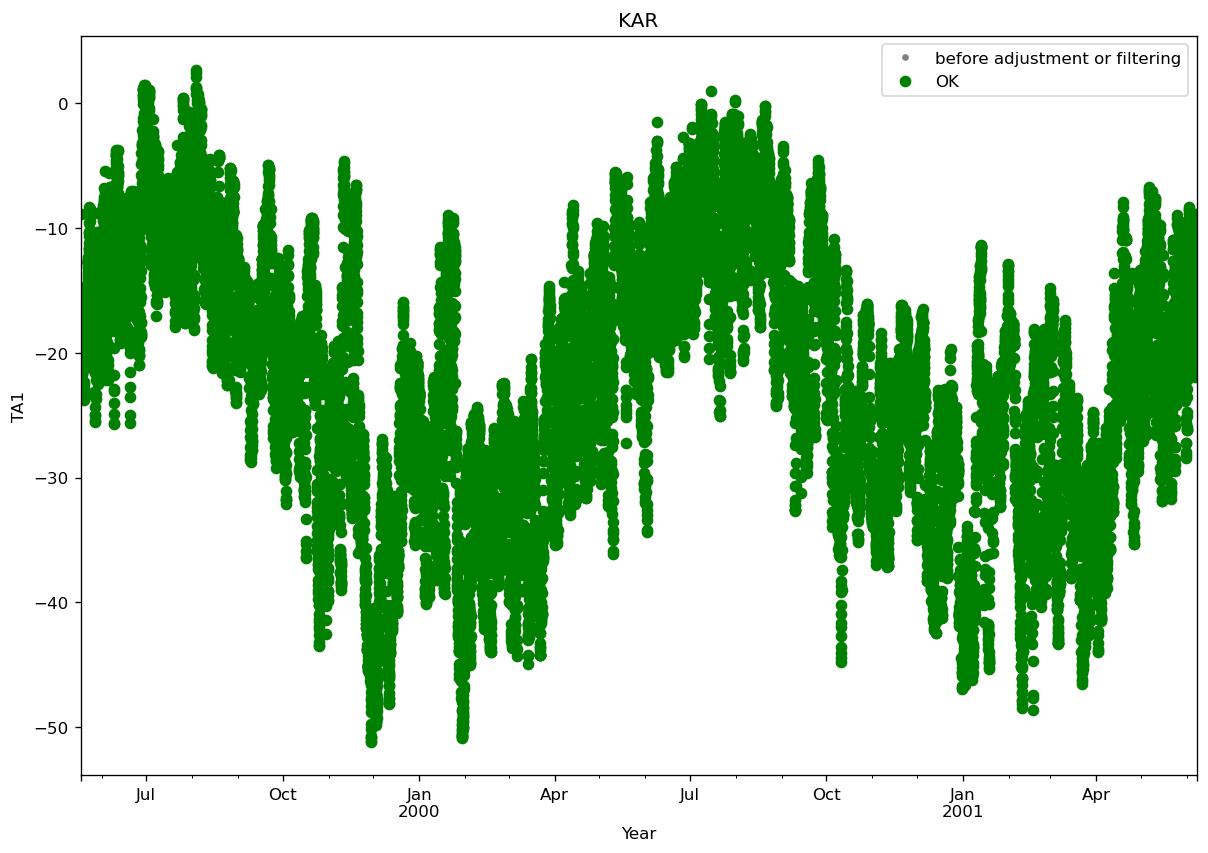 KAR
before adjustment or filtering
OK
TA1
0
−10
−20
−30
−40
−50
Jul
Oct
Jan
2000
Apr
Jul
Oct
Jan
2001
Apr
Year